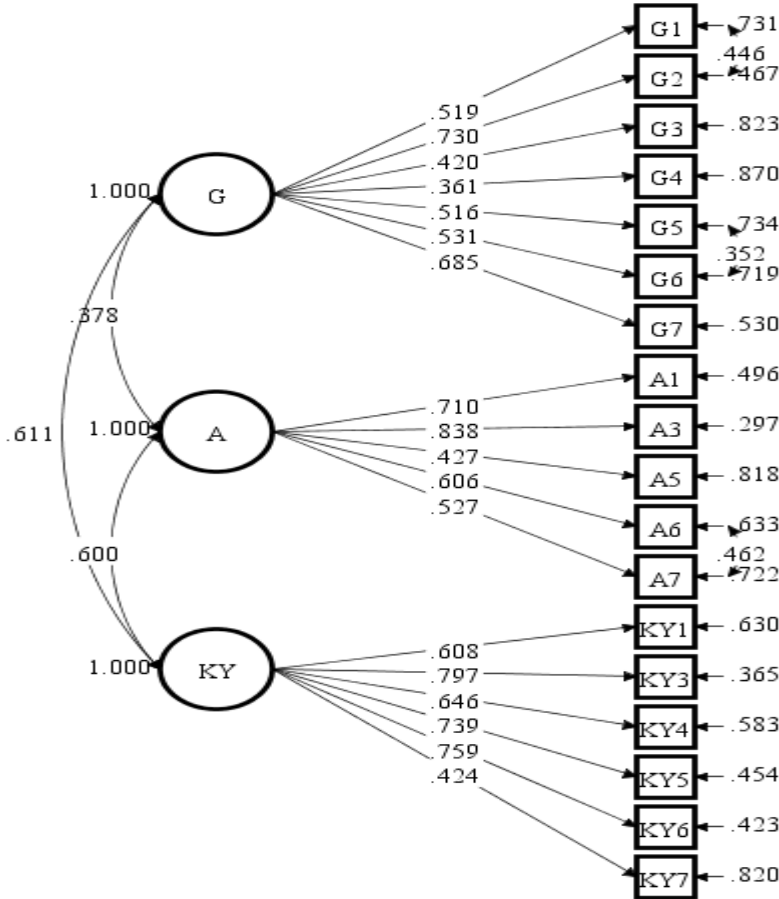 G1 .731
.446
G2 .467
.519
.730
G3 .823
.420
G4 .870
.361
1.000 G
.516
G5 .734
.531
.352
.685
G6 .719
.378
G7 .530
A1 .496
.710
1.000 A
.838
A3 .297
.611
.427
A5 .818
.606
.527
A6 .633
.600
.462
A7 .722
KY1 .630
.608
1.000 KY
.797
KY3 .365
.646
KY4 .583
.739
.759
KY5 .454
.424
KY6 .423
KY7 .820